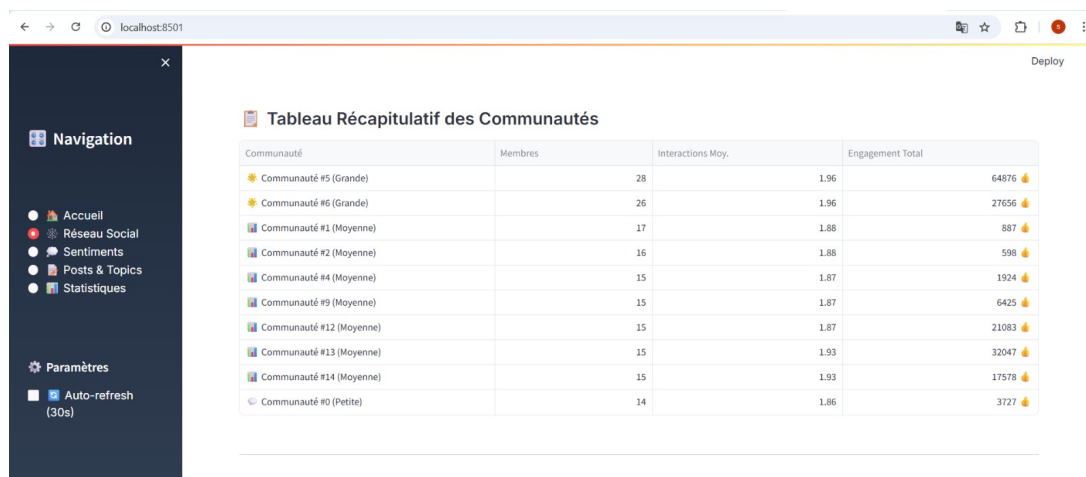 localhost:8501
S
Deploy
Navigation
Accueil
Réseau Social
Sentiments
Posts & Topics
Statistiques
Paramètres
Auto-refresh
(30s)
Tableau Récapitulatif des Communautés
Communauté Membres Interactions Moy. Engagement Total
Communauté #5 (Grande) 28 1.96 64876
Communauté #6 (Grande) 26 1.96 27656
Communauté #1 (Moyenne) 17 1.88 887
Communauté #2 (Moyenne) 16 1.88 598
Communauté #4 (Moyenne) 15 1.87 1924
Communauté #9 (Moyenne) 15 1.87 6425
Communauté #12 (Moyenne) 15 1.87 21083
Communauté #13 (Moyenne) 15 1.93 32047
Communauté #14 (Moyenne) 15 1.93 17578
Communauté #0 (Petite) 14 1.86 3727